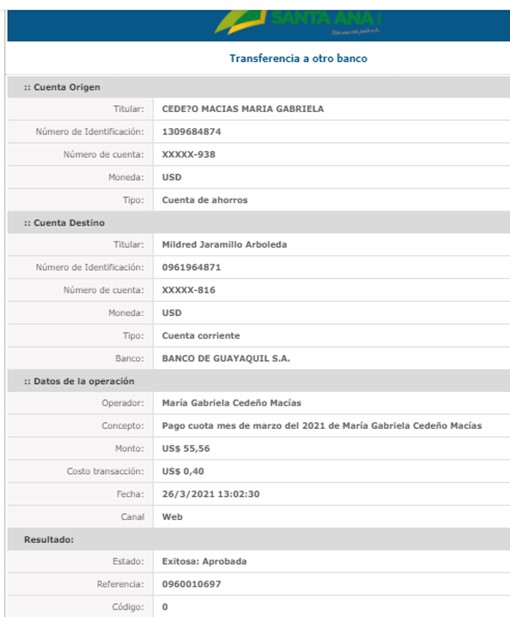 SANTA ANA
Transferencia a otro banco
:: Cuenta Origen
Titular: CEDE?O MACIAS MARIA GABRIELA
Número de Identificación: 1309684874
Número de cuenta: XXXXX-938
Moneda: USD
Tipo: Cuenta de ahorros
:: Cuenta Destino
Titular: Mildred Jaramillo Arboleda
Número de Identificación: 0961964871
Número de cuenta: XXXXX-816
Moneda: USD
Tipo: Cuenta corriente
Banco: BANCO DE GUAYAQUIL S.A.
:: Datos de la operación
Operador: María Gabriela Cedeño Macías
Concepto: Pago cuota mes de marzo del 2021 de María Gabriela Cedeño Macías
Monto: US$ 55,56
Costo transacción: US$ 0,40
Fecha: 26/3/2021 13:02:30
Canal Web
Resultado:
Estado: Exitosa: Aprobada
Referencia: 0960010697
Código: 0